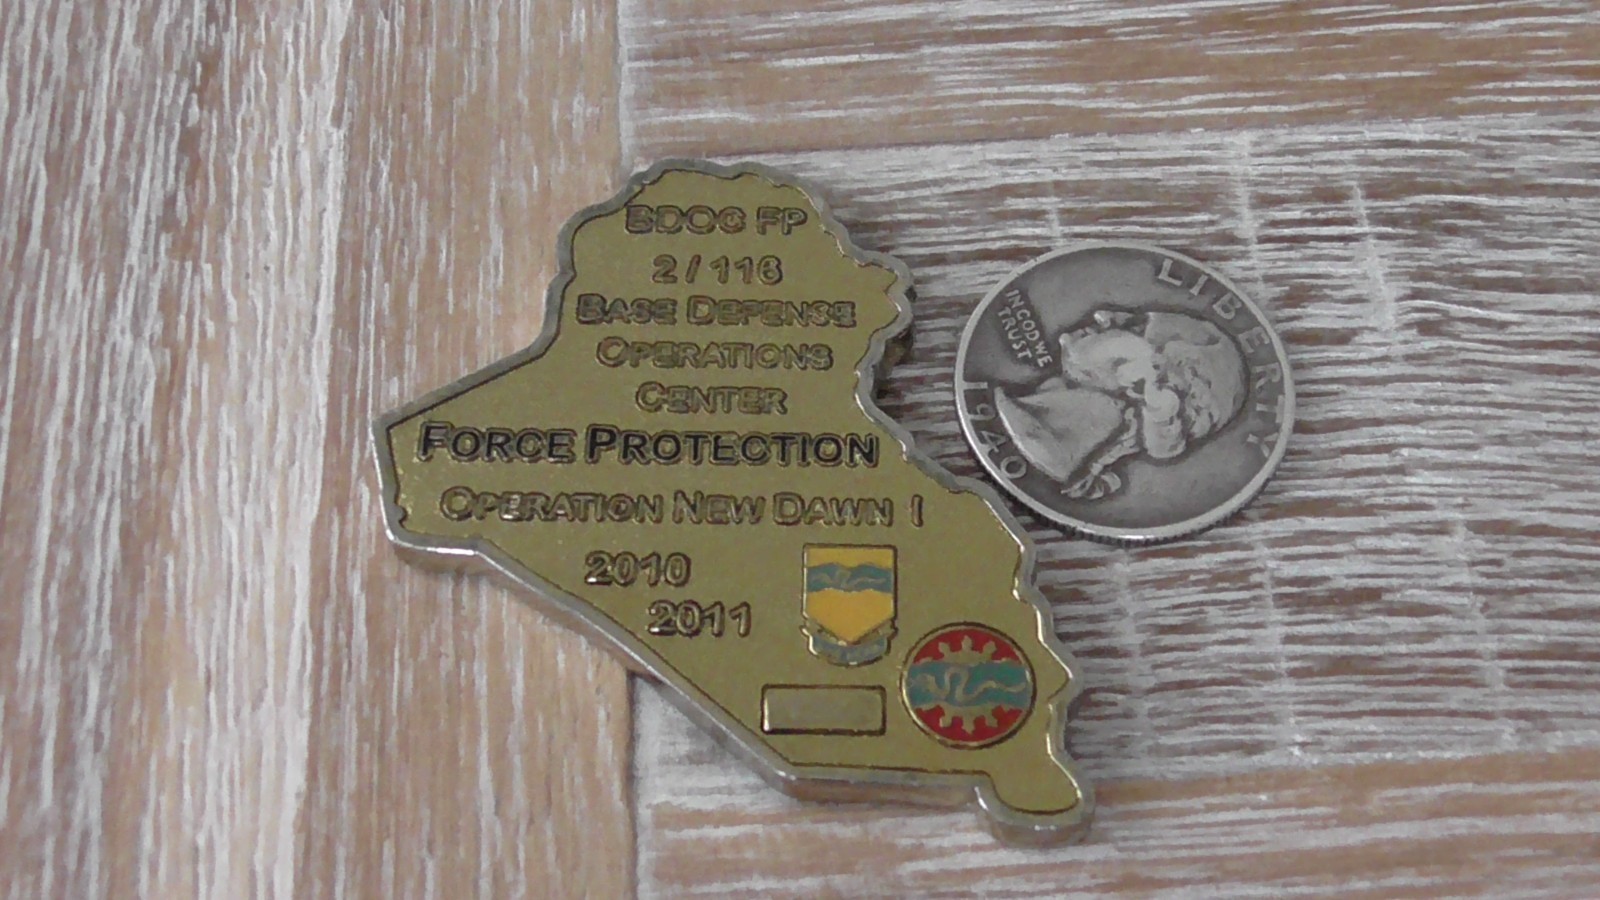 BDOC FP
2 / 116
BASE DEFENSE
OPERATIONS
CENTER
FORCE PROTECTION
OPERATION NEW DAWN I
2010
2011
LIBERTY
IN GOD WE
TRUST
1940